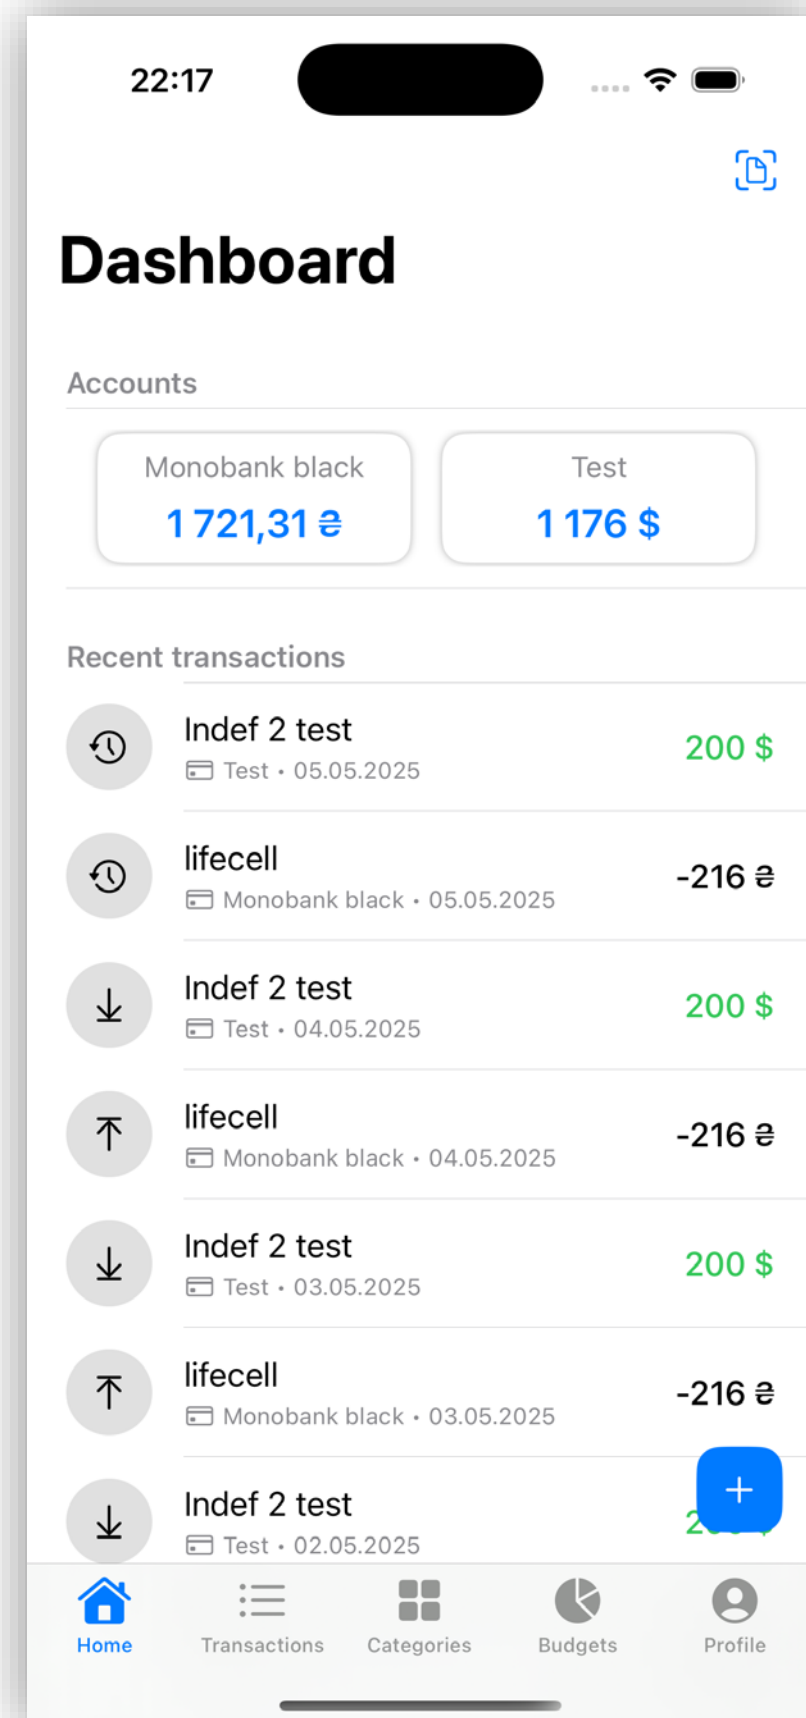 22:17
Dashboard
Accounts
Monobank black
1 721,31 ₴
Test
1 176 $
Recent transactions
Indef 2 test
200 $
Test • 05.05.2025
lifecell
-216 ₴
Monobank black • 05.05.2025
Indef 2 test
200 $
Test • 04.05.2025
lifecell
-216 ₴
Monobank black • 04.05.2025
Indef 2 test
200 $
Test • 03.05.2025
lifecell
-216 ₴
Monobank black • 03.05.2025
Indef 2 test
Test • 02.05.2025
Home
Transactions
Categories
Budgets
Profile